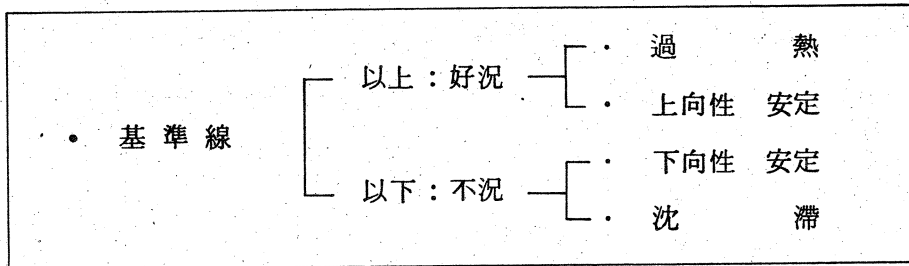 · 過 熱
以上 : 好況
· 上向性 安定
• 基準線
· 下向性 安定
以下 : 不況
· 沈 滯